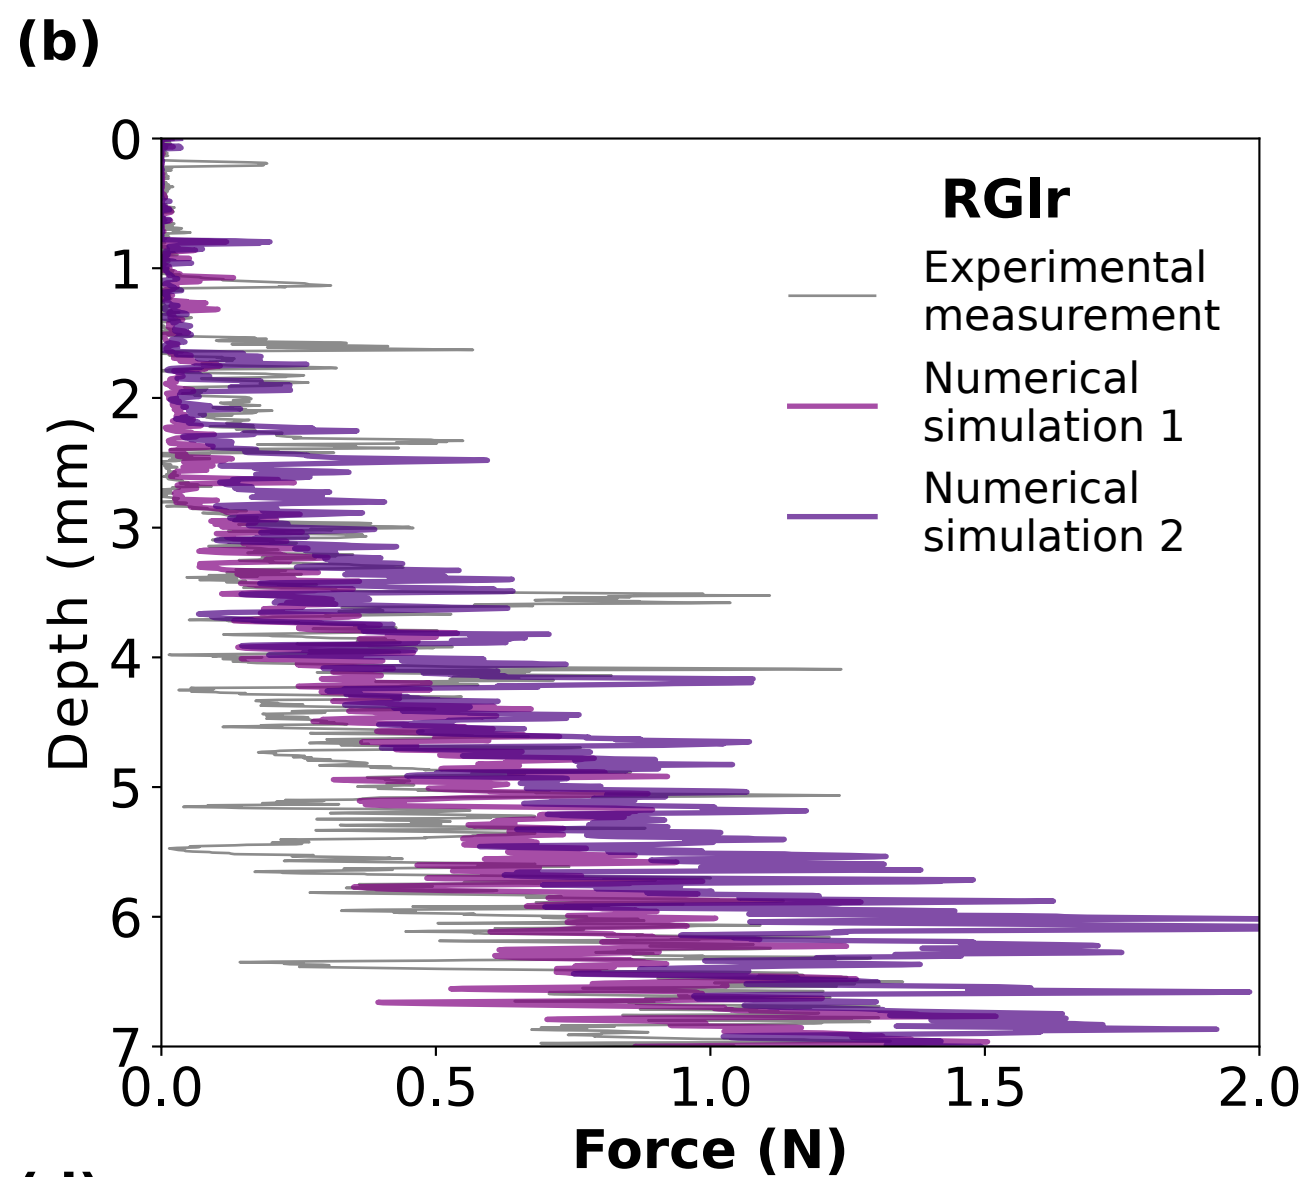 (b)
0
1
2
3
4
5
6
7
Depth (mm)
RGlr
Experimental
measurement
Numerical
simulation 1
Numerical
simulation 2
0.0 0.5 1.0 1.5 2.0
Force (N)